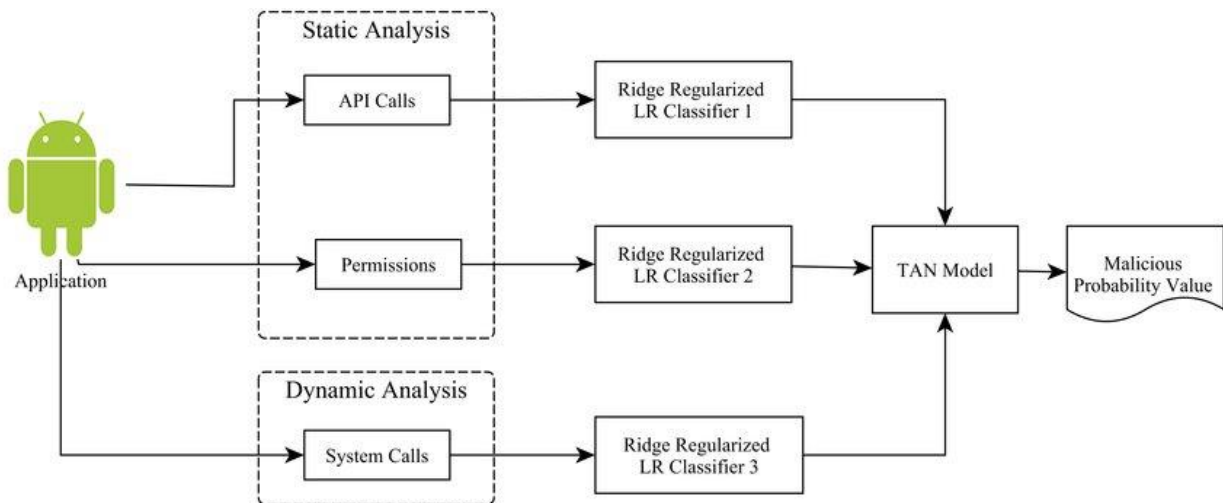 Static Analysis
API Calls
Ridge Regularized
LR Classifier 1
Application
Permissions
Ridge Regularized
LR Classifier 2
TAN Model
Malicious
Probability Value
Dynamic Analysis
System Calls
Ridge Regularized
LR Classifier 3